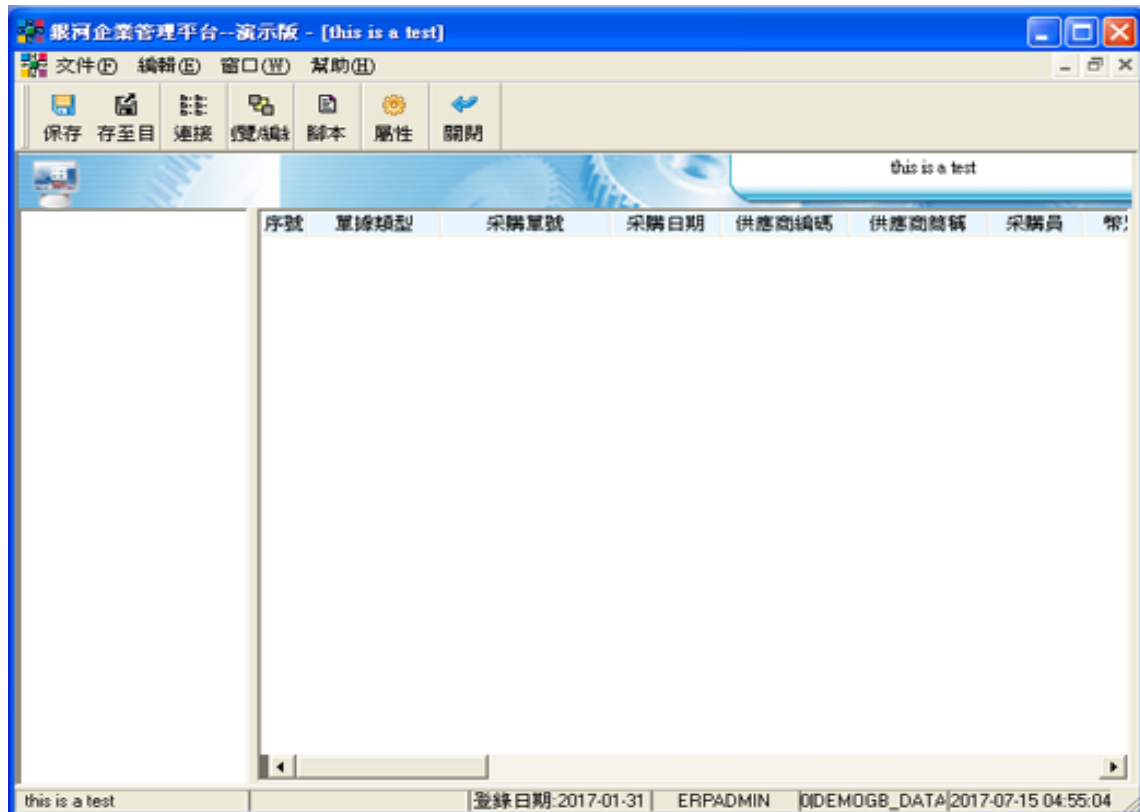 銀河企業管理平台--演示版 - [this is a test]
文件(F) 編輯(E) 窗口(W) 幫助(H)
保存 存至目 連接 腳本 屬性 關閉
this is a test
序號 單據類型 采購單號 采購日期 供應商編碼 供應商簡稱 采購員 幣
this is a test 登錄日期:2017-01-31 ERPADMIN 0|DEMOGB_DATA 2017-07-15 04:55:04